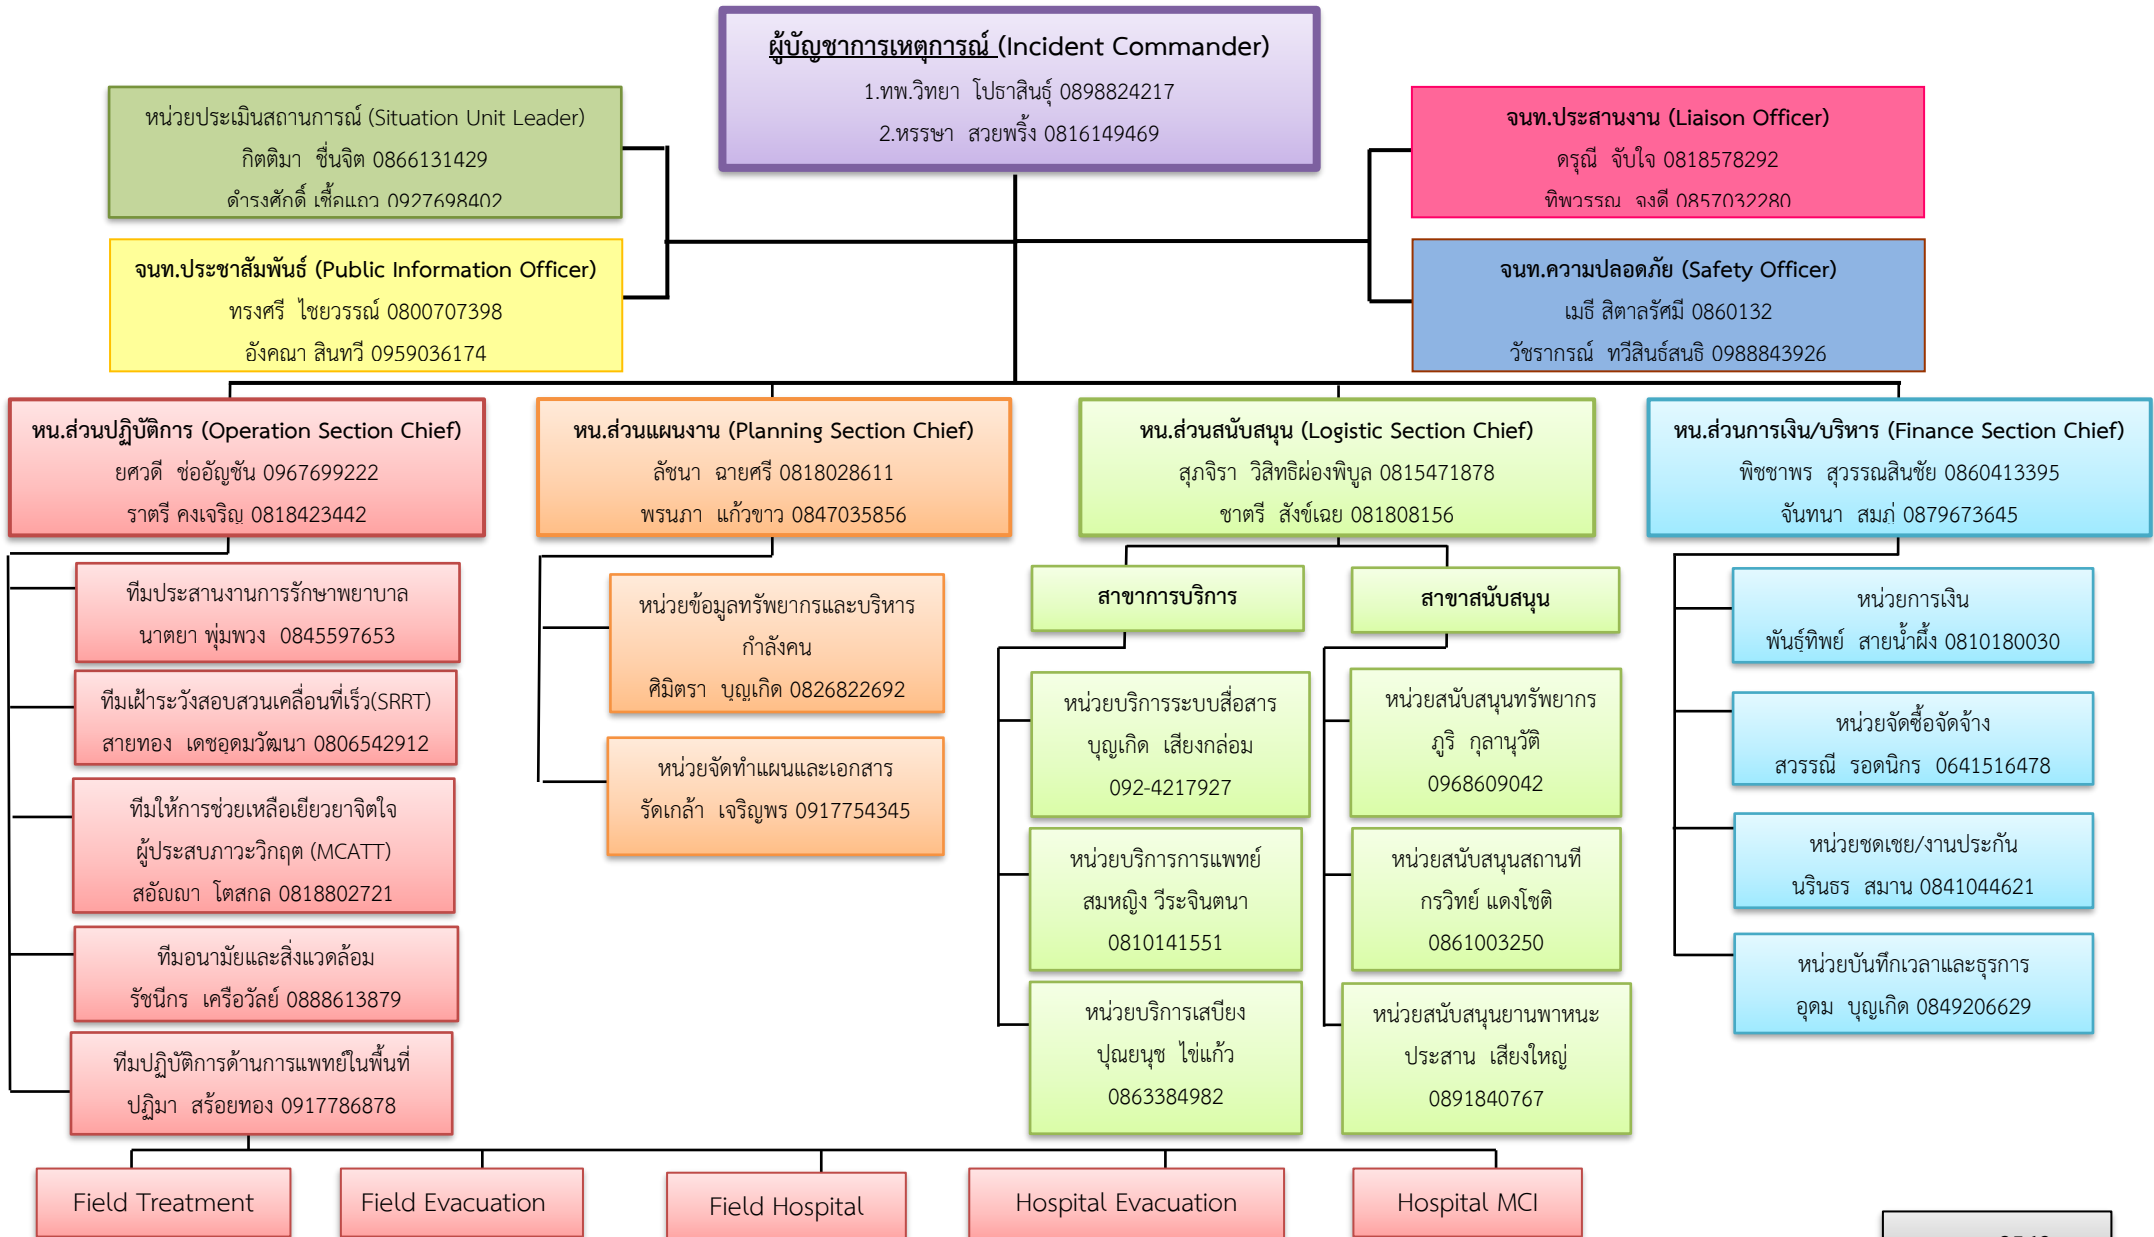 ผู้บัญชาการเหตุการณ์ (Incident Commander)
1.ทพ.วิทยา โปธาสินธุ์ 0898824217
2.หรรษา สวยพริ้ง 0816149469
หน่วยประเมินสถานการณ์ (Situation Unit Leader)
กิตติมา ชื่นจิต 0866131429
ดำรงศักดิ์ เชื้อแถว 0927698402
จนท.ประสานงาน (Liaison Officer)
ดรุณี จับใจ 0818578292
ทิพวรรณ จงดี 0857032280
จนท.ประชาสัมพันธ์ (Public Information Officer)
ทรงศรี ไชยวรรณ์ 0800707398
อังคณา สินทวี 0959036174
จนท.ความปลอดภัย (Safety Officer)
เมธี สิตาลรัศมี 0860132
วัชรากรณ์ ทวีสินธ์สนธิ 0988843926
หน.ส่วนปฏิบัติการ (Operation Section Chief)
ยศวดี ช่ออัญชัน 0967699222
ราตรี คงเจริญ 0818423442
หน.ส่วนแผนงาน (Planning Section Chief)
ลัชนา ฉายศรี 0818028611
พรนภา แก้วขาว 0847035856
หน.ส่วนสนับสนุน (Logistic Section Chief)
สุภจิรา วิสิทธิผ่องพิบูล 0815471878
ชาตรี สังข์เฉย 081808156
หน.ส่วนการเงิน/บริหาร (Finance Section Chief)
พิชชาพร สุวรรณสินชัย 0860413395
จันทนา สมภู่ 0879673645
ทีมประสานงานการรักษาพยาบาล
นาตยา พุ่มพวง 0845597653
ทีมเฝ้าระวังสอบสวนเคลื่อนที่เร็ว(SRRT)
สายทอง เดชอุดมวัฒนา 0806542912
ทีมให้การช่วยเหลือเยียวยาจิตใจ
ผู้ประสบภาวะวิกฤต (MCATT)
สอัญญา โตสกล 0818802721
ทีมอนามัยและสิ่งแวดล้อม
รัชนีกร เครือวัลย์ 0888613879
ทีมปฏิบัติการด้านการแพทย์ในพื้นที่
ปฏิมา สร้อยทอง 0917786878
หน่วยข้อมูลทรัพยากรและบริหาร
กำลังคน
ศิมิตรา บุญเกิด 0826822692
หน่วยจัดทำแผนและเอกสาร
รัดเกล้า เจริญพร 0917754345
สาขาการบริการ
หน่วยบริการระบบสื่อสาร
บุญเกิด เสียงกล่อม
092-4217927
หน่วยบริการการแพทย์
สมหญิง วีระจินตนา
0810141551
หน่วยบริการเสบียง
ปุณยนุช ไข่แก้ว
0863384982
สาขาสนับสนุน
หน่วยสนับสนุนทรัพยากร
ภูริ กุลานุวัติ
0968609042
หน่วยสนับสนุนสถานที่
กรวิทย์ แดงโชติ
0861003250
หน่วยสนับสนุนยานพาหนะ
ประสาน เสียงใหญ่
0891840767
หน่วยการเงิน
พันธุ์ทิพย์ สายน้ำผึ้ง 0810180030
หน่วยจัดซื้อจัดจ้าง
สวรรณี รอดนิกร 0641516478
หน่วยชดเชย/งานประกัน
นรินธร สมาน 0841044621
หน่วยบันทึกเวลาและธุรการ
อุดม บุญเกิด 0849206629
Field Treatment
Field Evacuation
Field Hospital
Hospital Evacuation
Hospital MCI